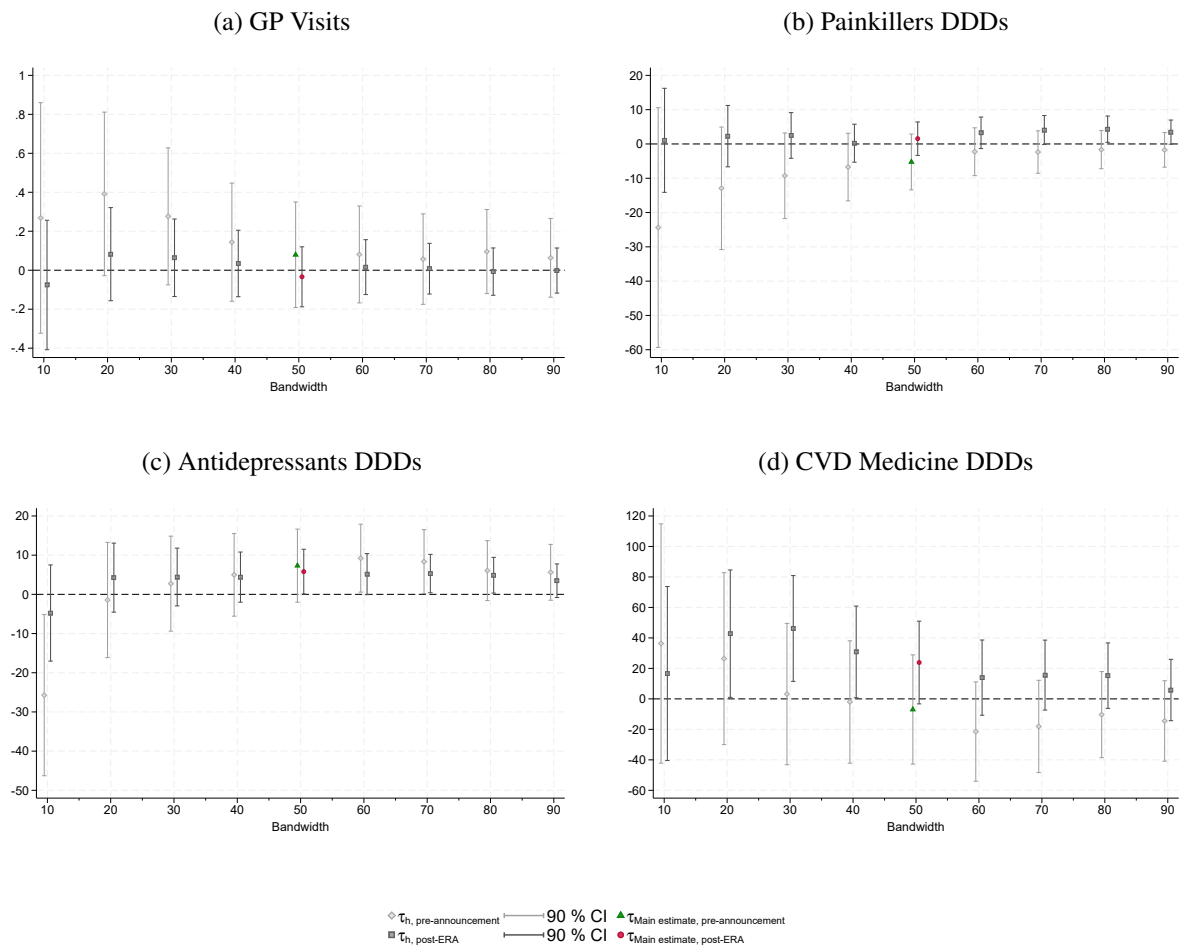 (a) GP Visits
(b) Painkillers DDDs
1
.8
.6
.4
.2
0
-.2
-.4
10 20 30 40 50 60 70 80 90
Bandwidth
20
10
0
-10
-20
-30
-40
-50
-60
10 20 30 40 50 60 70 80 90
Bandwidth
(c) Antidepressants DDDs
(d) CVD Medicine DDDs
20
10
0
-10
-20
-30
-40
-50
10 20 30 40 50 60 70 80 90
Bandwidth
120
100
80
60
40
20
0
-20
-40
-60
10 20 30 40 50 60 70 80 90
Bandwidth
τh, pre-announcement 90 % CI τMain estimate, pre-announcement
τh, post-ERA 90 % CI τMain estimate, post-ERA